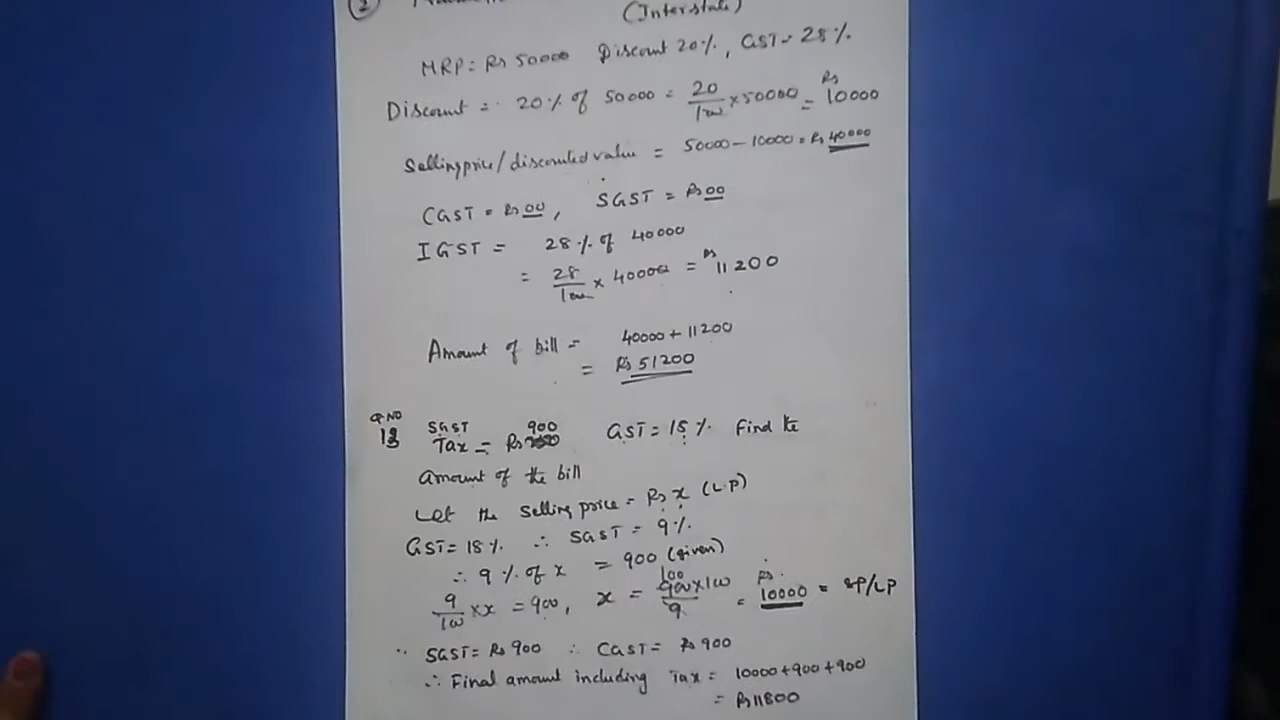 2
(Interstate)
MRP = Rs 50000 Discount 20%, GST = 28%
Discount = 20% of 50000 = 20/100 × 50000 = Rs 10000
Selling price/discounted value = 50000 - 10000 = Rs 40000
CGST = Rs 00, SGST = Rs 00
IGST = 28% of 40000
= 28/100 × 40000 = Rs 11200
Amount of bill = 40000 + 11200
= Rs 51200
Q NO
13 SGST Tax = Rs 900 GST = 18% Find the
Amount of the bill
Let the selling price = Rs x (L.P)
GST = 18% ∴ SGST = 9%
∴ 9% of x = 900 (given)
9/100 × x = 900, x = 900×100/9 = Rs 10000 = SP/LP
∵ SGST = Rs 900 ∴ CGST = Rs 900
∴ Final amount including Tax = 10000 + 900 + 900
= Rs 11800